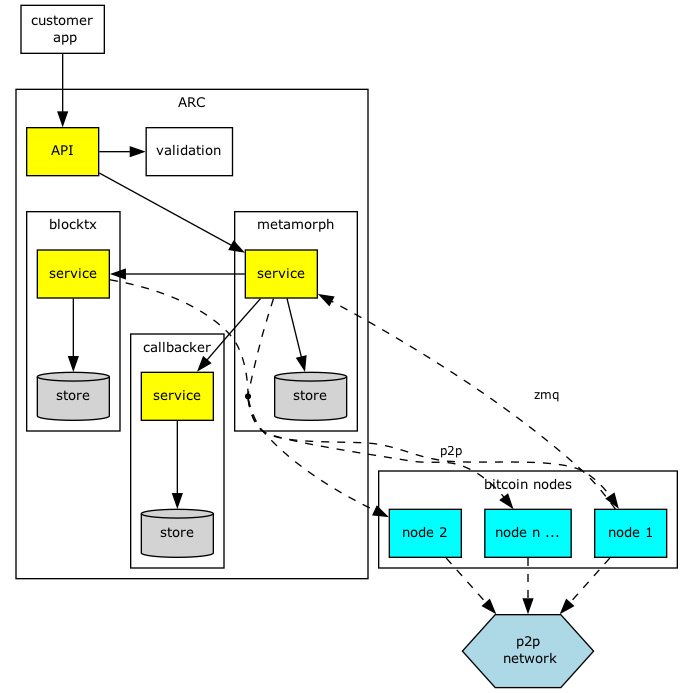 customer
app
ARC
API
validation
blocktx
metamorph
service
service
callbacker
service
store
store
zmq
p2p
bitcoin nodes
store
node 2
node n ...
node 1
p2p
network